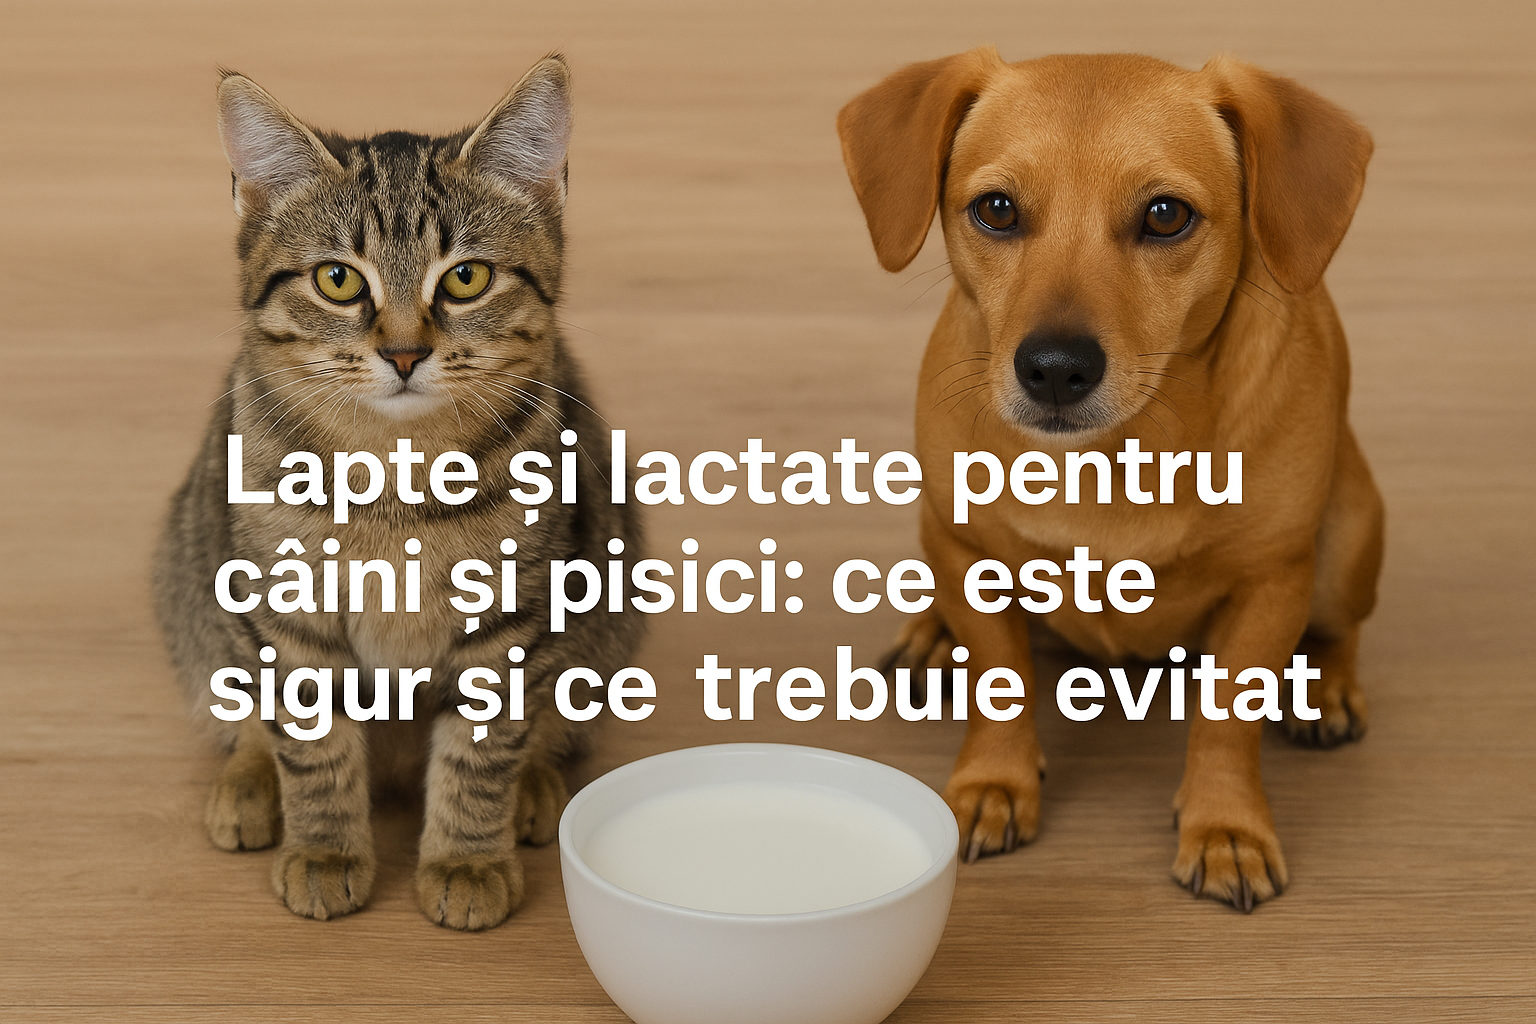 Lapte și lactate pentru
câini și pisici: ce este
sigur și ce trebuie evitat